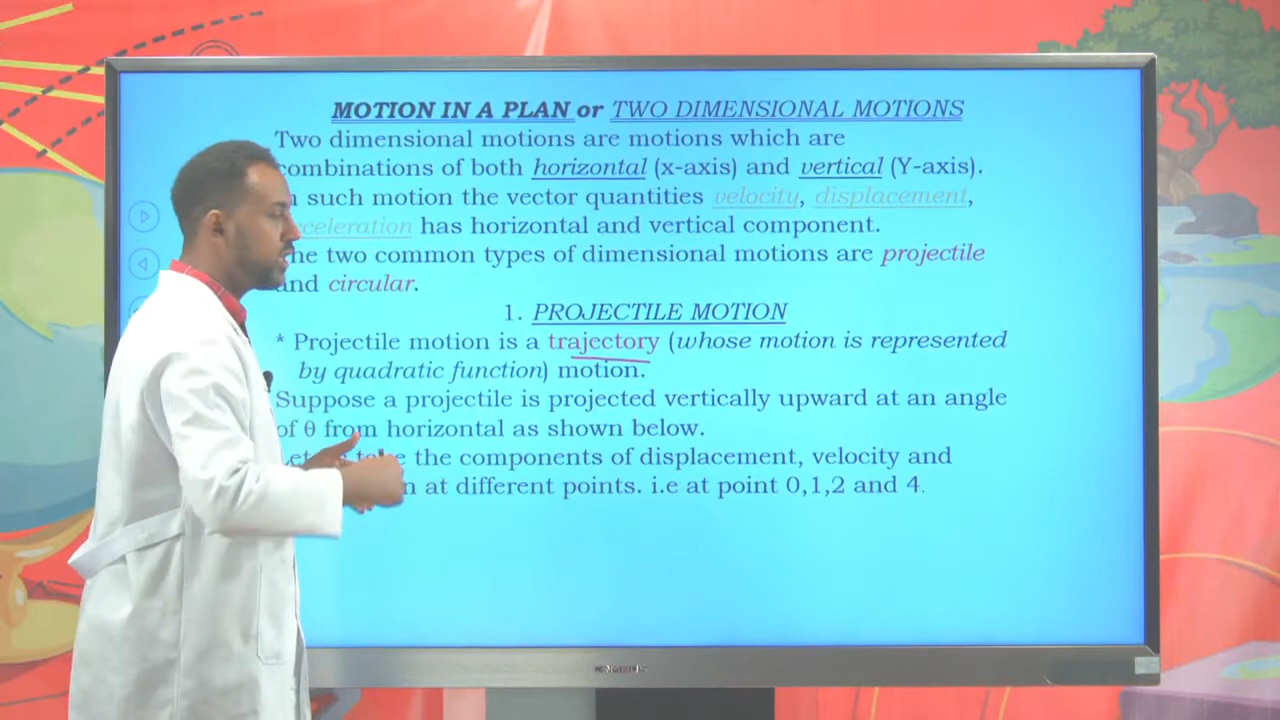 MOTION IN A PLAN or TWO DIMENSIONAL MOTIONS
Two dimensional motions are motions which are
combinations of both horizontal (x-axis) and vertical (Y-axis).
such motion the vector quantities velocity, displacement,
has horizontal and vertical component.
The two common types of dimensional motions are projectile
and circular.
1. PROJECTILE MOTION
* Projectile motion is a trajectory (whose motion is represented
by quadratic function) motion.
Suppose a projectile is projected vertically upward at an angle
of θ from horizontal as shown below.
the components of displacement, velocity and
at different points. i.e at point 0,1,2 and 4.